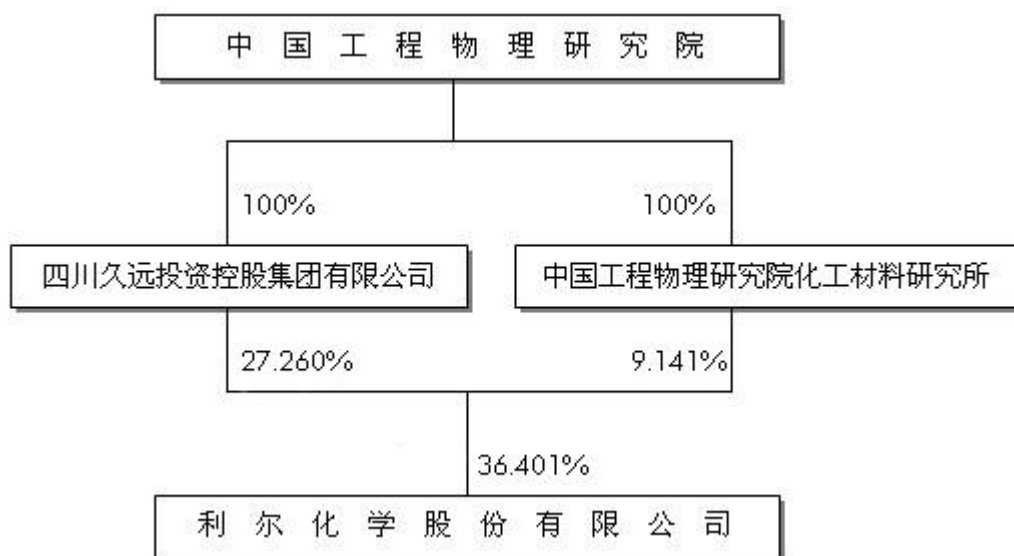 中国工程物理研究院
100%
100%
四川久远投资控股集团有限公司
中国工程物理研究院化工材料研究所
27.260%
9.141%
36.401%
利尔化学股份有限公司